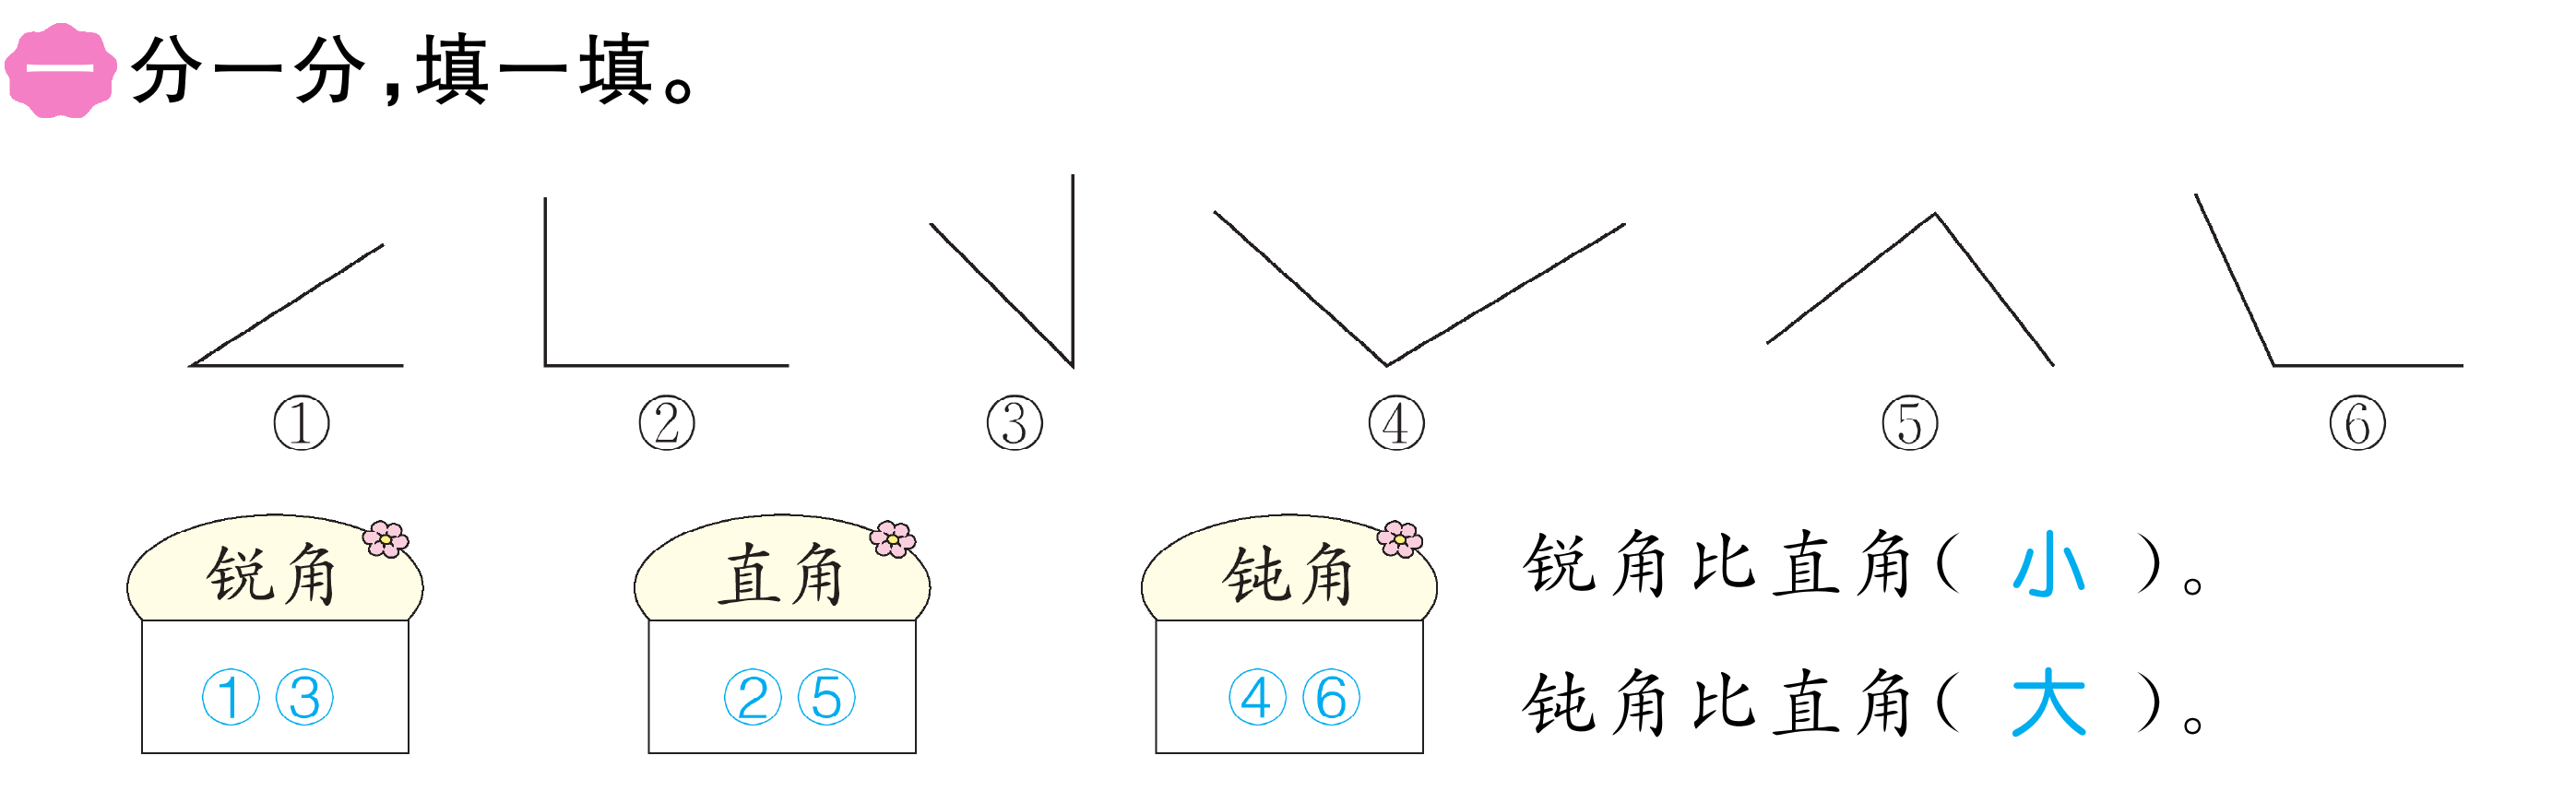 一 分一分,填一填。
① ② ③ ④ ⑤ ⑥
锐角 直角 钝角
①③ ②⑤ ④⑥
锐角比直角( 小 )。
钝角比直角( 大 )。